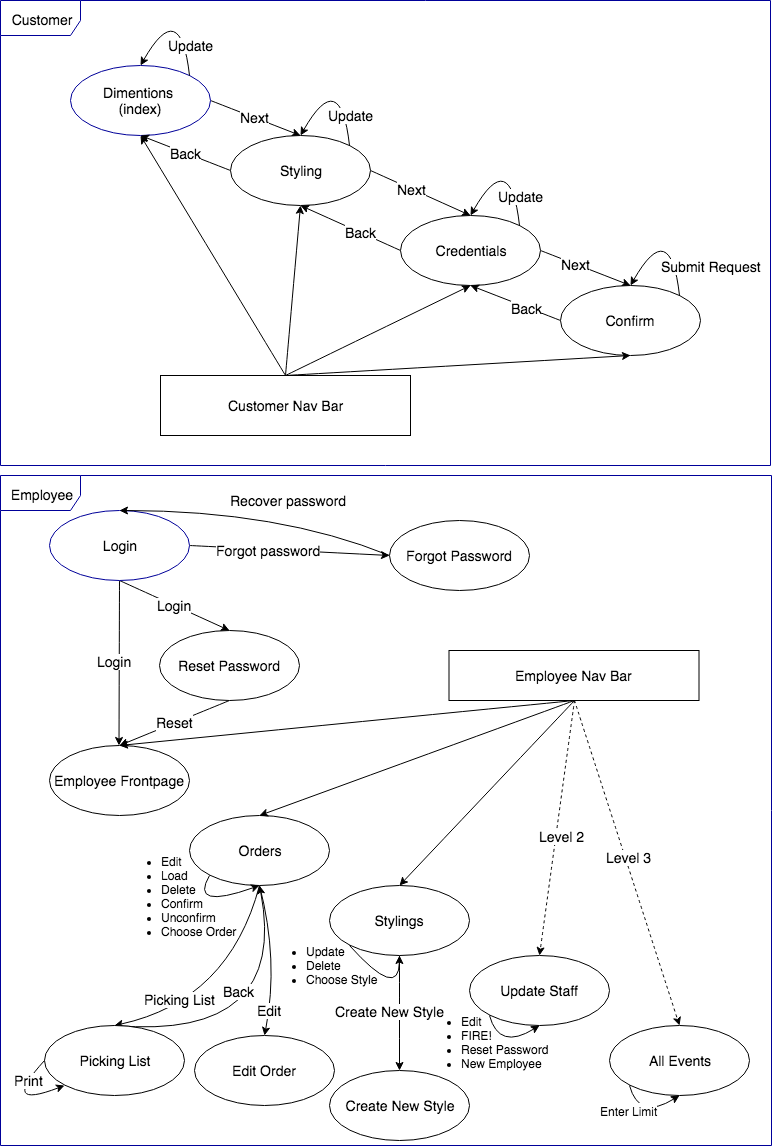 Customer
Update
Dimentions
(index)
Next
Update
Back
Styling
Next
Update
Back
Credentials
Next
Submit Request
Back
Confirm
Customer Nav Bar
Employee
Recover password
Login
Forgot password
Forgot Password
Login
Login
Reset Password
Employee Nav Bar
Reset
Employee Frontpage
Level 2
Level 3
Orders
• Edit
• Load
• Delete
• Confirm
• Unconfirm
• Choose Order
Stylings
• Update
• Delete
• Choose Style
Update Staff
Picking List
Back
Edit
Create New Style
• Edit
• FIRE!
• Reset Password
• New Employee
Picking List
Print
Edit Order
All Events
Create New Style
Enter Limit